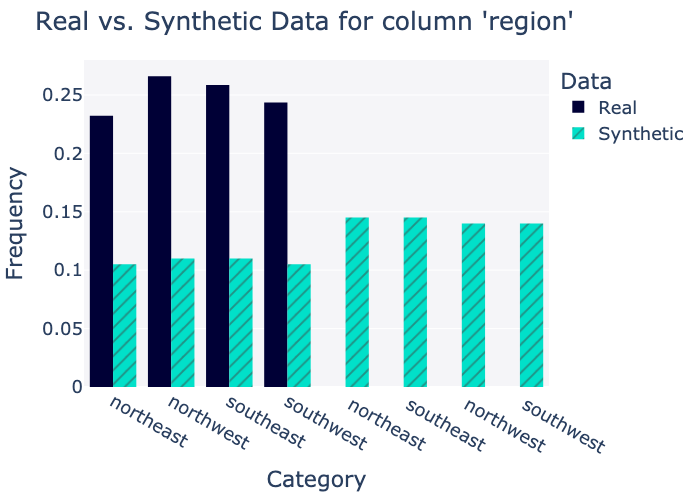 Real vs. Synthetic Data for column 'region'
Data
Real
Synthetic
Frequency
0.25
0.2
0.15
0.1
0.05
0
northeast
northwest
southeast
southwest
northeast
southeast
northwest
southwest
Category